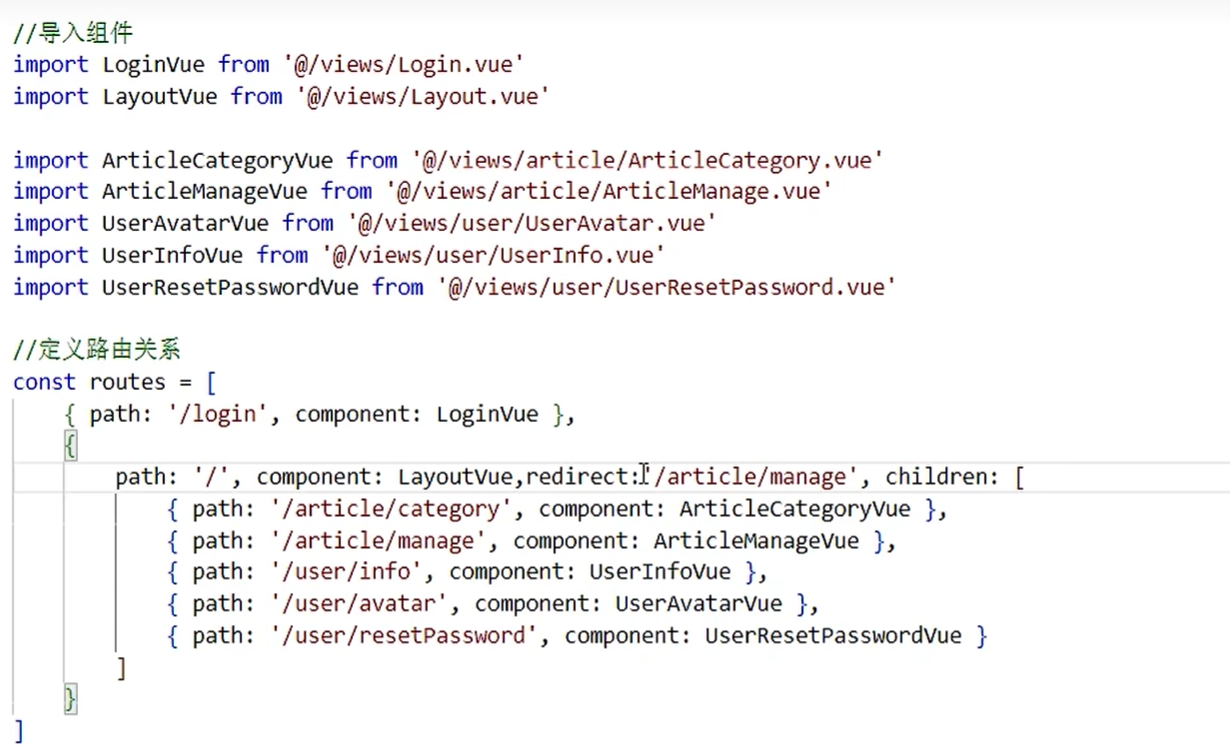 //导入组件
import LoginVue from '@/views/Login.vue'
import LayoutVue from '@/views/Layout.vue'
import ArticleCategoryVue from '@/views/article/ArticleCategory.vue'
import ArticleManageVue from '@/views/article/ArticleManage.vue'
import UserAvatarVue from '@/views/user/UserAvatar.vue'
import UserInfoVue from '@/views/user/UserInfo.vue'
import UserResetPasswordVue from '@/views/user/UserResetPassword.vue'
//定义路由关系
const routes = [
    { path: '/login', component: LoginVue },
    {
        path: '/', component: LayoutVue,redirect:'/article/manage', children: [
            { path: '/article/category', component: ArticleCategoryVue },
            { path: '/article/manage', component: ArticleManageVue },
            { path: '/user/info', component: UserInfoVue },
            { path: '/user/avatar', component: UserAvatarVue },
            { path: '/user/resetPassword', component: UserResetPasswordVue }
        ]
    }
]